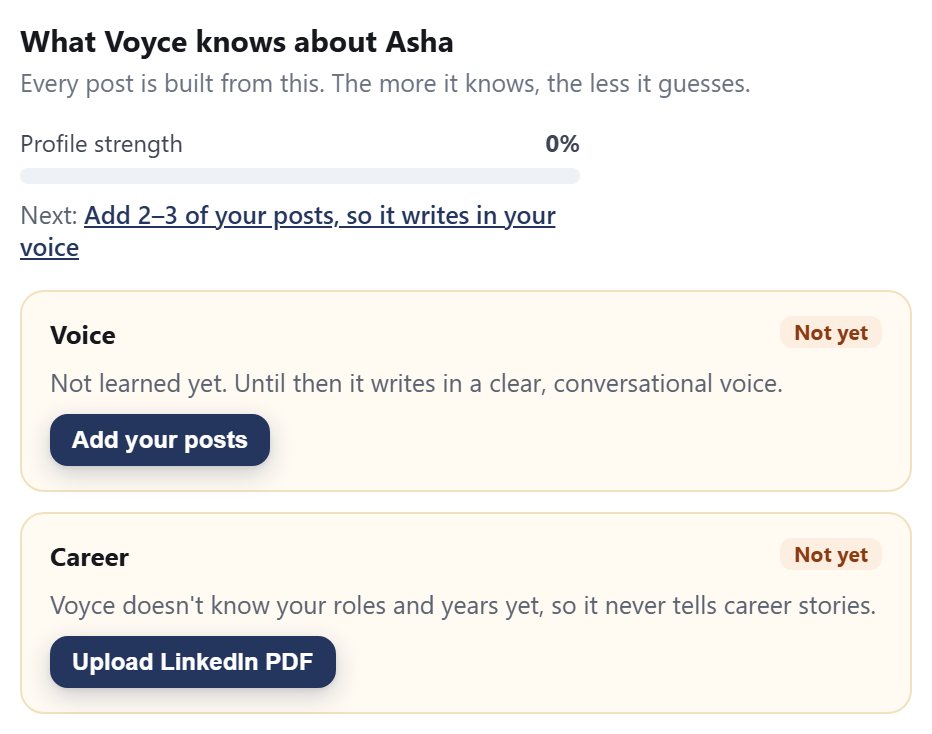 What Voyce knows about Asha
Every post is built from this. The more it knows, the less it guesses.
Profile strength 0%
Next: Add 2–3 of your posts, so it writes in your
voice
Voice Not yet
Not learned yet. Until then it writes in a clear, conversational voice.
Add your posts
Career Not yet
Voyce doesn't know your roles and years yet, so it never tells career stories.
Upload LinkedIn PDF